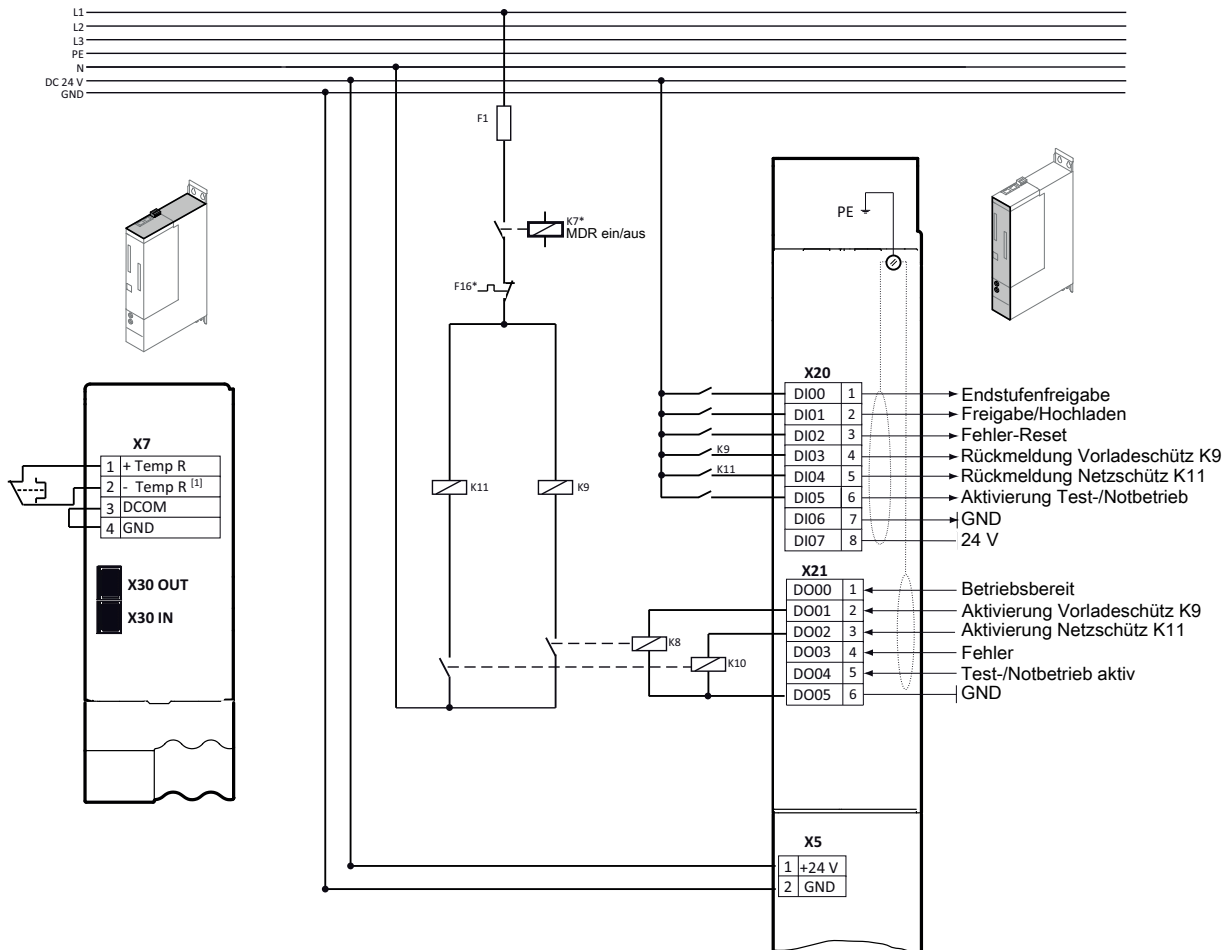 L1
L2
L3
PE
N
DC 24 V
GND
F1
K7*
MDR ein/aus
F16*
K11
K9
K8
K10
PE
X7
1 + Temp R
2 - Temp R [1]
3 DCOM
4 GND
X30 OUT
X30 IN
X20
DI00 1 Endstufenfreigabe
DI01 2 Freigabe/Hochladen
DI02 3 Fehler-Reset
K9 DI03 4 Rückmeldung Vorladeschütz K9
K11 DI04 5 Rückmeldung Netzschütz K11
DI05 6 Aktivierung Test-/Notbetrieb
DI06 7 GND
DI07 8 24 V
X21
DO00 1 Betriebsbereit
DO01 2 Aktivierung Vorladeschütz K9
DO02 3 Aktivierung Netzschütz K11
DO03 4 Fehler
DO04 5 Test-/Notbetrieb aktiv
DO05 6 GND
X5
1 +24 V
2 GND